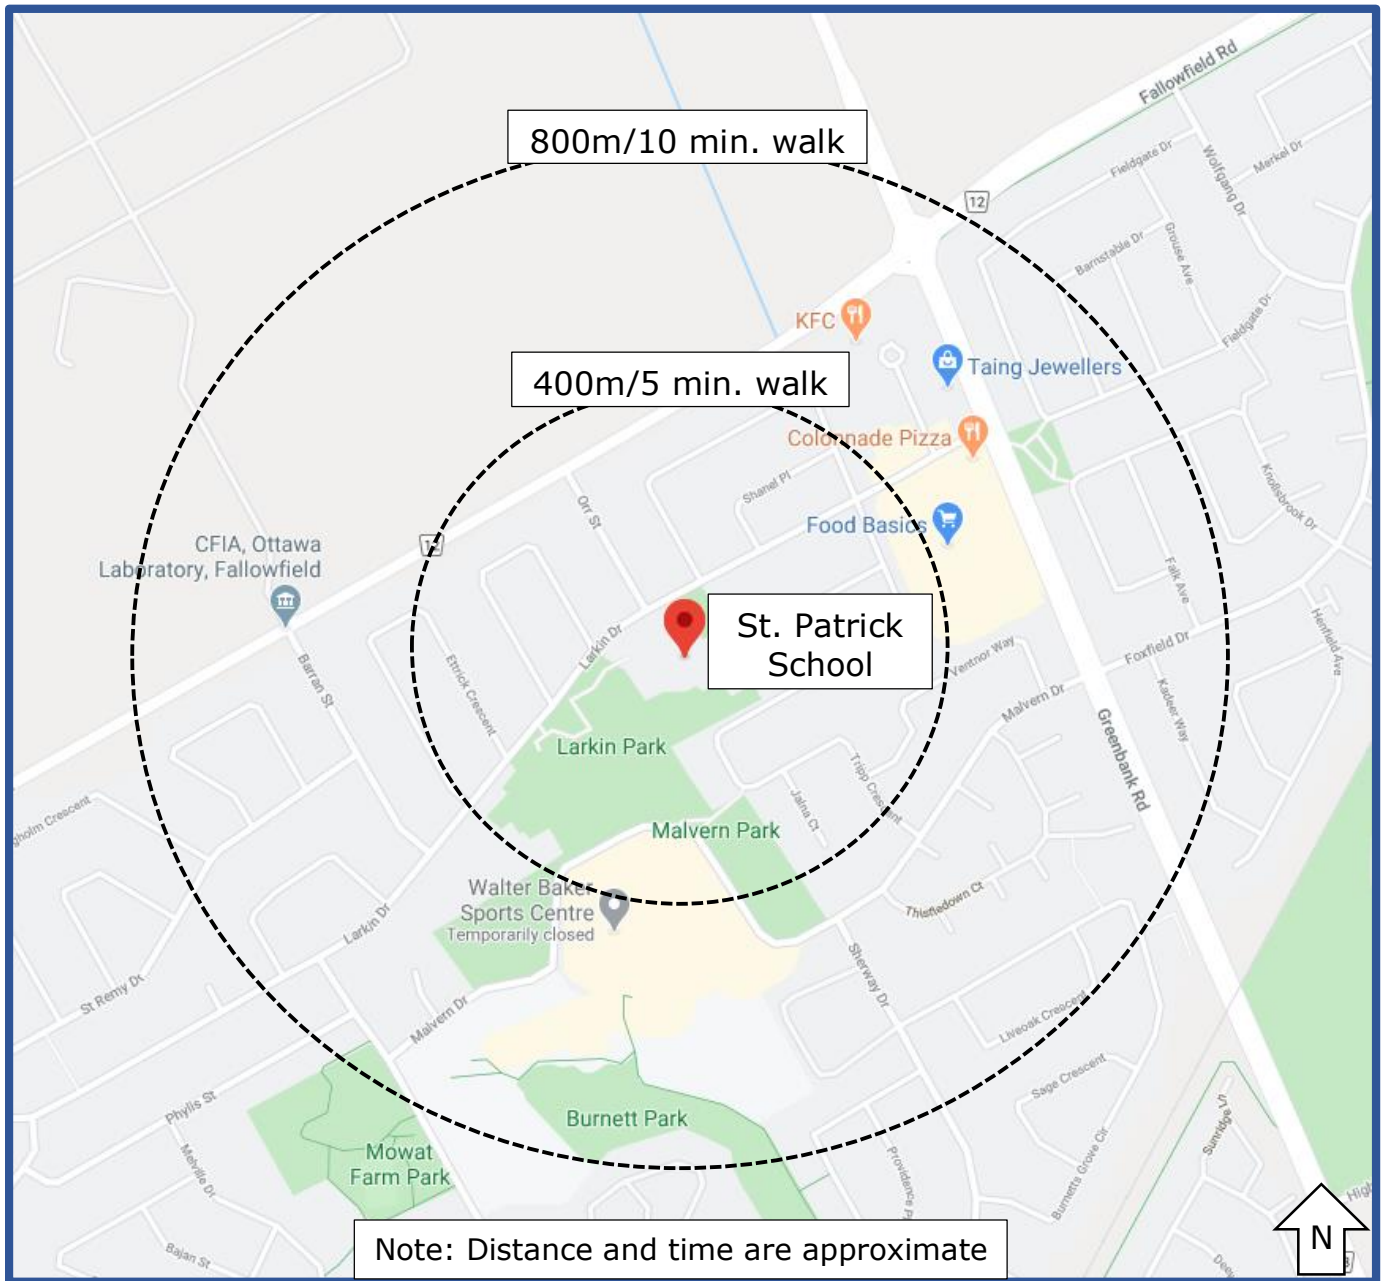 Fallowfield Rd
800m/10 min. walk
Fieldgate Dr
Merkel Dr
Wolfgang Dr
12
Grouse Ave
Barnstable Dr
KFC
Fieldgate Dr
Taing Jewellers
400m/5 min. walk
Colonnade Pizza
Shanel Pl
Knollsbrook Dr
Orr St
Food Basics
12
CFIA, Ottawa
Laboratory, Fallowfield
Falk Ave
Larkin Dr
St. Patrick
School
Henfield Ave
Foxfield Dr
Ventnor Way
Barran St
Ettrick Crescent
Malvern Dr
Kadeer Way
Greenbank Rd
Larkin Park
Tripp Crescent
Jalna Ct
gholm Crescent
Malvern Park
Walter Baker
Sports Centre
Temporarily closed
Thistledown Ct
Larkin Dr
Sherway Dr
St Remy Dr
Malvern Dr
Liveoak Crescent
Sage Crescent
Phylis St
Burnett Park
Sunridge St
Mowat
Farm Park
Melville Dr
Burnetts Grove Cir
Providence Pl
High
Bajan St
Note: Distance and time are approximate
N